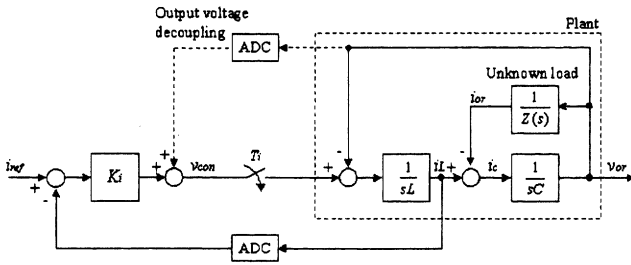 Output voltage
decoupling
ADC
Plant
Unknown load
ior
1
Z(s)
-
-
+
iref
+
-
Ki
+
vcon
Ti
+
1
sL
iL
+
ic
1
sC
vor
ADC